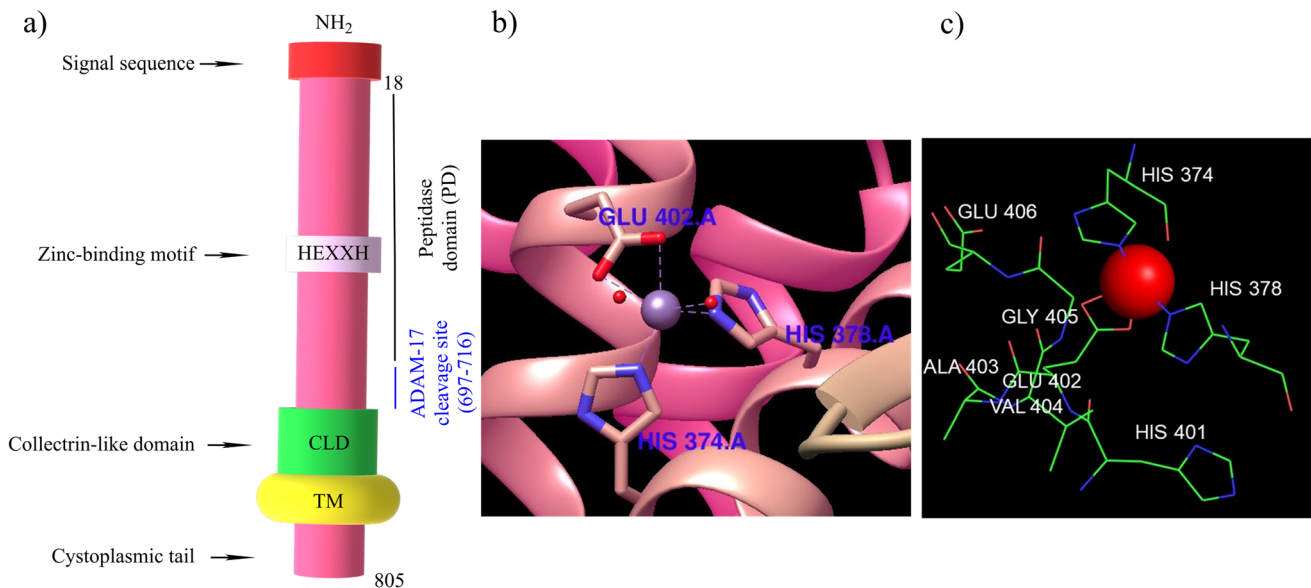 a)
NH2
Signal sequence
18
Peptidase
domain (PD)
Zinc-binding motif
HEXXH
ADAM-17
cleavage site
(697-716)
Collectrin-like domain
CLD
TM
Cystoplasmic tail
805
b)
GLU 402.A
HIS 378.A
HIS 374.A
c)
HIS 374
GLU 406
HIS 378
GLY 405
ALA 403
GLU 402
VAL 404
HIS 401